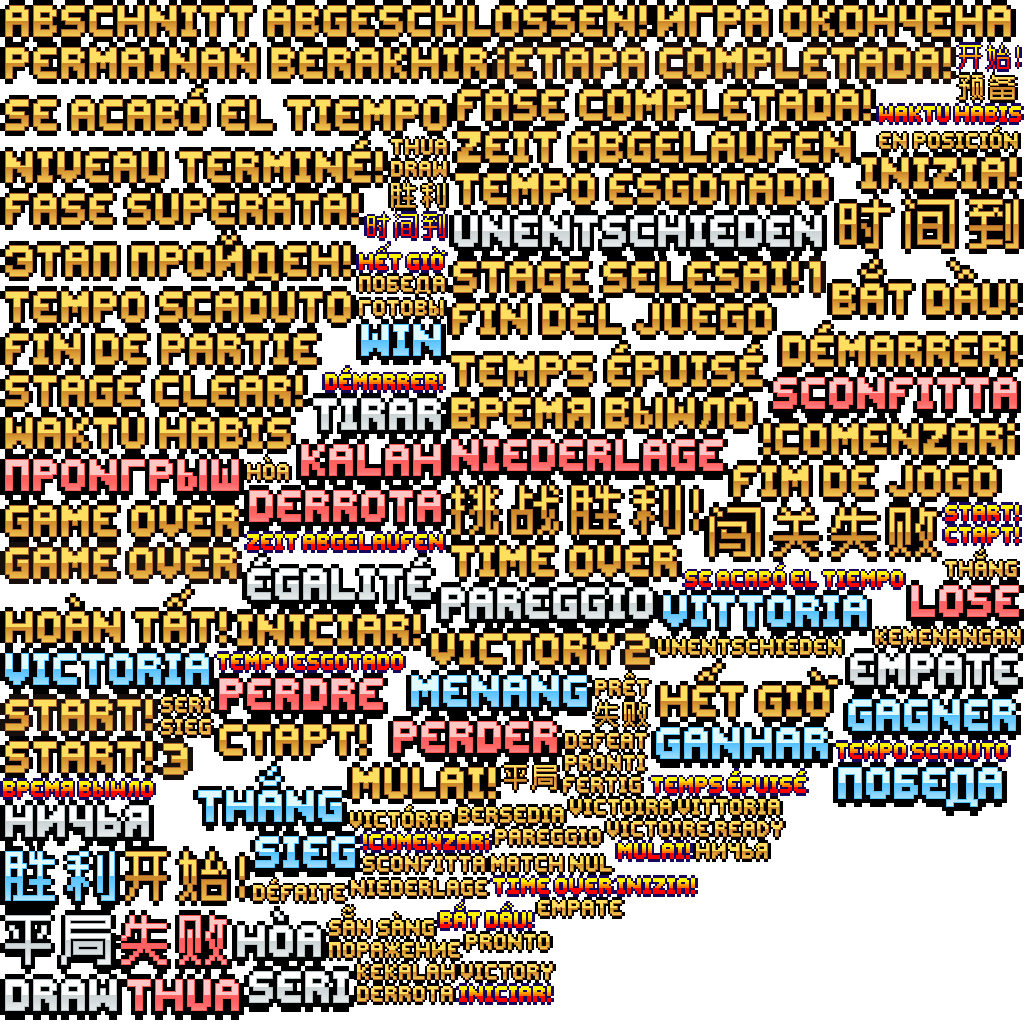 ABSCHNITT ABGESCHLOSSEN!
ИГРА ОКОНЧЕНА
PERMAINAN BERAKHIR
¡ETAPA COMPLETADA!
开始!
预备
SE ACABÓ EL TIEMPO
FASE COMPLETADA!
WAKTU HABIS
THUA
ZEIT ABGELAUFEN
EN POSICIÓN
NIVEAU TERMINÉ!
DRAW
INIZIA!
胜利
TEMPO ESGOTADO
FASE SUPERATA!
时间到
UNENTSCHIEDEN
时间到
ЭТАП ПРОЙДЕН!
HẾT GIỜ
STAGE SELESAI!
1
ПОБЕДА
BẮT DÀU!
TEMPO SCADUTO
ГОТОВЫ
FIN DEL JUEGO
FIN DE PARTIE
WIN
DÉMARRER!
TEMPS ÉPUISÉ
STAGE CLEAR!
DÉMARRER!
SCONFITTA
TIRAR
ВРЕМЯ ВЫШЛО
WAKTU HABIS
!COMENZAR¡
KALAH
NIEDERLAGE
ПРОИГРЫШ
HÒA
FIM DE JOGO
DERROTA
挑战胜利!
START!
GAME OVER
闯关失败
СТАРТ!
ZEIT ABGELAUFEN
GAME OVER
TIME OVER
THẮNG
ÉGALITÉ
SE ACABÓ EL TIEMPO
PAREGGIO
VITTORIA
LOSE
HOÀN TẤT!
INICIAR!
KEMENANGAN
VICTORY
2
UNENTSCHIEDEN
VICTORIA
TEMPO ESGOTADO
EMPATE
PERDRE
MENANG
PRÊT
HẾT GIỜ
START!
SERI
失败
GAGNER
SIEG
СТАРТ!
PERDER
DEFEAT
GANHAR
START!
3
TEMPO SCADUTO
PRONTI
MULAI!
平局
FERTIG
TEMPS ÉPUISÉ
ПОБЕДА
ВРЕМЯ ВЫШЛО
THẮNG
VICTÓRIA
BERSEDIA
VICTOIRA
VITTORIA
НИЧЬЯ
!COMENZAR¡
PAREGGIO
VICTOIRE
READY
SIEG
MULAI!
НИЧЬЯ
胜利
开始!
SCONFITTA
MATCH NUL
DÉFAITE
NIEDERLAGE
TIME OVER
INIZIA!
EMPATE
平局
失败
HÒA
SẴN SÀNG
BẮT DẦU!
ПОРАЖЕНИЕ
PRONTO
KEKALAH
VICTORY
DRAW
THUA
SERI
DERROTA
INICIAR!